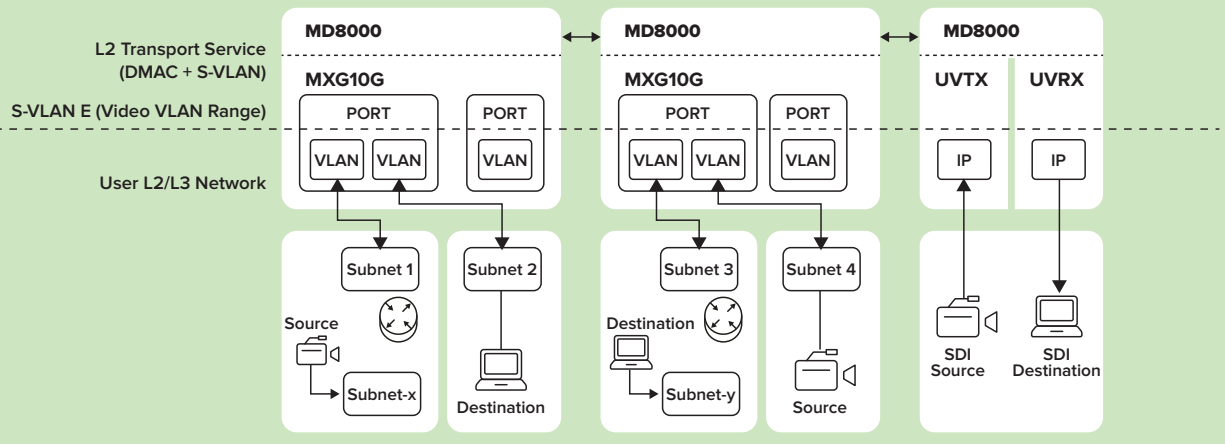 MD8000
MD8000
MD8000
L2 Transport Service
(DMAC + S-VLAN)
MXG10G
MXG10G
UVTX
UVRX
S-VLAN E (Video VLAN Range)
PORT
PORT
PORT
PORT
VLAN
VLAN
VLAN
VLAN
VLAN
VLAN
IP
IP
User L2/L3 Network
Subnet 1
Subnet 2
Subnet 3
Subnet 4
Source
Destination
Subnet-x
Destination
Subnet-y
Source
SDI
Source
SDI
Destination